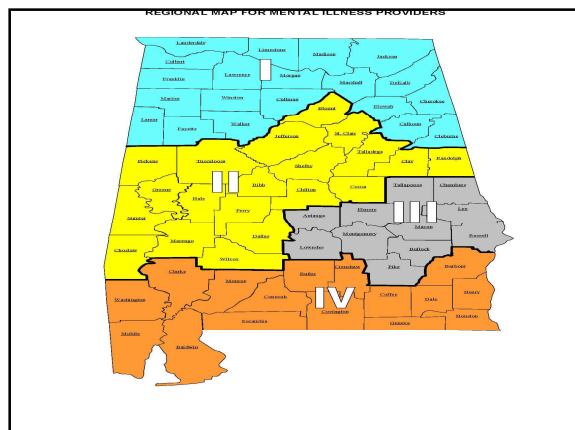 REGIONAL MAP FOR MENTAL ILLNESS PROVIDERS
Lauderdale
Limestone
Madison
Jackson
Colbert
Franklin
Lawrence
I
Morgan
Marshall
DeKalb
Marion
Winston
Cullman
Blount
Etowah
Cherokee
Lamar
Fayette
Walker
Jefferson
St. Clair
Calhoun
Cleburne
Pickens
Tuscaloosa
Shelby
Talladega
Clay
Randolph
II
Greene
Hale
Bibb
Chilton
Coosa
Tallapoosa
Chambers
III
Sumter
Perry
Autauga
Elmore
Macon
Lee
Russell
Choctaw
Marengo
Dallas
Lowndes
Montgomery
Bullock
Wilcox
Pike
Barbour
Clarke
Monroe
Butler
Crenshaw
Washington
Conecuh
IV
Coffee
Dale
Henry
Covington
Houston
Mobile
Escambia
Geneva
Baldwin